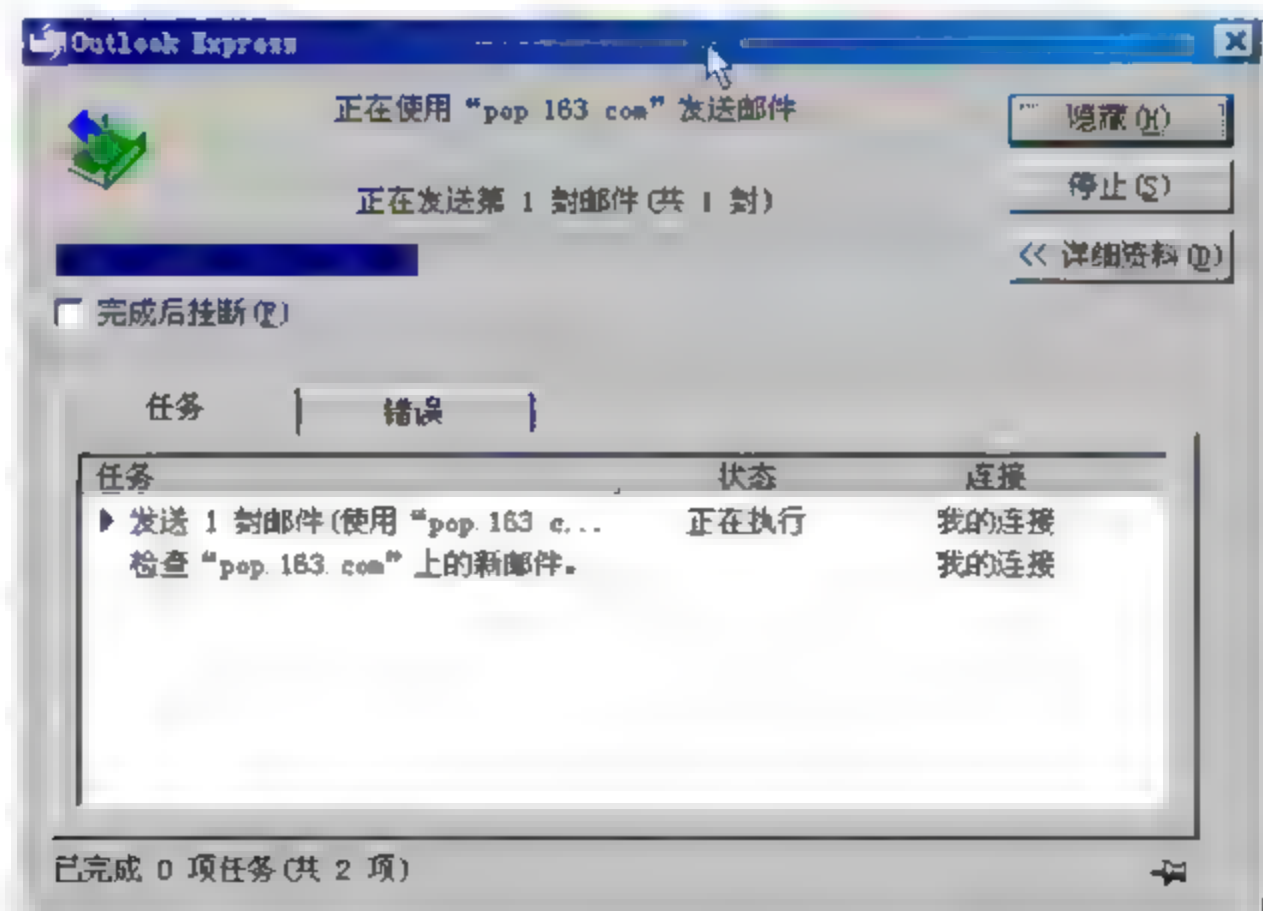 Outlook Express
正在使用“pop.163.com”发送邮件
隐藏(H)
正在发送第 1 封邮件(共 1 封)
停止(S)
<< 详细资料(D)
完成后挂断(P)
任务
错误
任务 状态 连接
发送 1 封邮件(使用“pop.163.c... 正在执行 我的连接
检查“pop.163.com”上的新邮件。 我的连接
已完成 0 项任务(共 2 项)